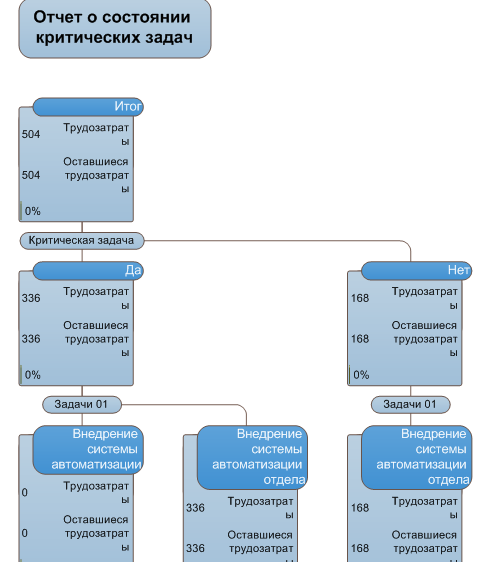 Отчет о состоянии
критических задач
Итог
504 Трудозатрат
ы
Оставшиеся
504 трудозатрат
ы
0%
Критическая задача
Да
336 Трудозатрат
ы
Оставшиеся
336 трудозатрат
ы
0%
Нет
168 Трудозатрат
ы
Оставшиеся
168 трудозатрат
ы
0%
Задачи 01
Задачи 01
Внедрение
системы
автоматизации
0 Трудозатрат
ы
Оставшиеся
0 трудозатрат
ы
Внедрение
системы
автоматизации
отдела
336 Трудозатрат
ы
Оставшиеся
336 трудозатрат
Внедрение
системы
автоматизации
отдела
168 Трудозатрат
ы
Оставшиеся
168 трудозатрат